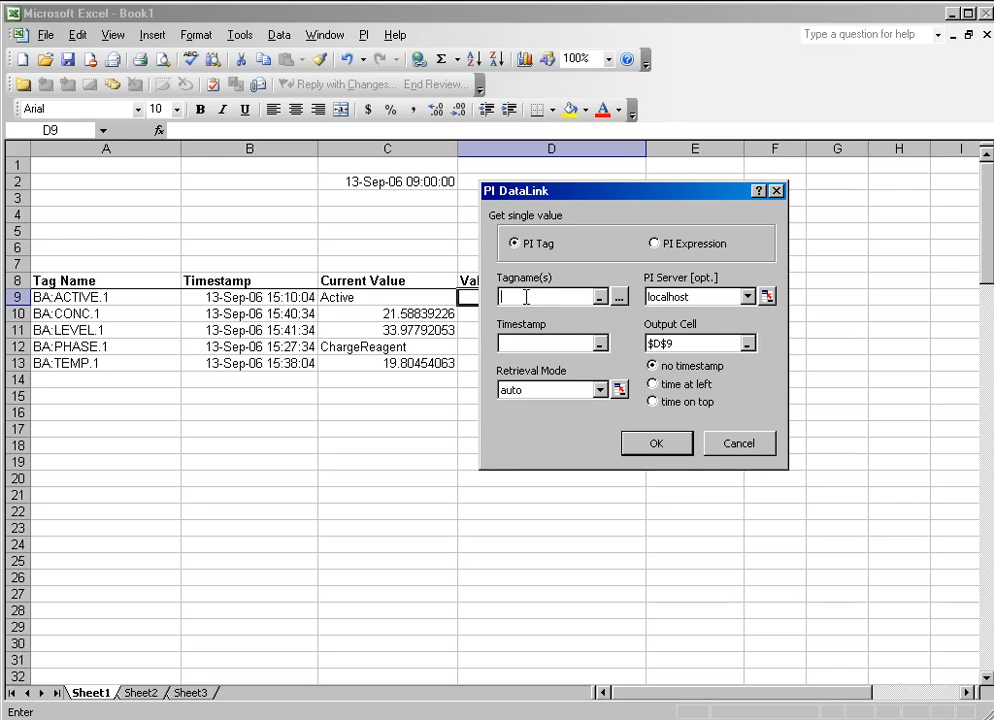 Microsoft Excel - Book1
File Edit View Insert Format Tools Data Window PI Help Type a question for help
100%
Reply with Changes... End Review...
Arial 10 B I U $ % ,
D9 fx
A B C D E F G H I
1
2 13-Sep-06 09:00:00
3
4
5
6
7
8 Tag Name Timestamp Current Value Val
9 BA:ACTIVE.1 13-Sep-06 15:10:04 Active
10 BA:CONC.1 13-Sep-06 15:40:34 21.58839226
11 BA:LEVEL.1 13-Sep-06 15:41:34 33.97792053
12 BA:PHASE.1 13-Sep-06 15:27:34 ChargeReagent
13 BA:TEMP.1 13-Sep-06 15:38:04 19.80454063
14
15
16
17
18
19
20
21
22
23
24
25
26
27
28
29
30
31
32
PI DataLink
Get single value
PI Tag PI Expression
Tagname(s) PI Server [opt.]
... localhost
Timestamp Output Cell
$D$9
Retrieval Mode no timestamp
auto time at left
time on top
OK Cancel
Sheet1 Sheet2 Sheet3
Enter